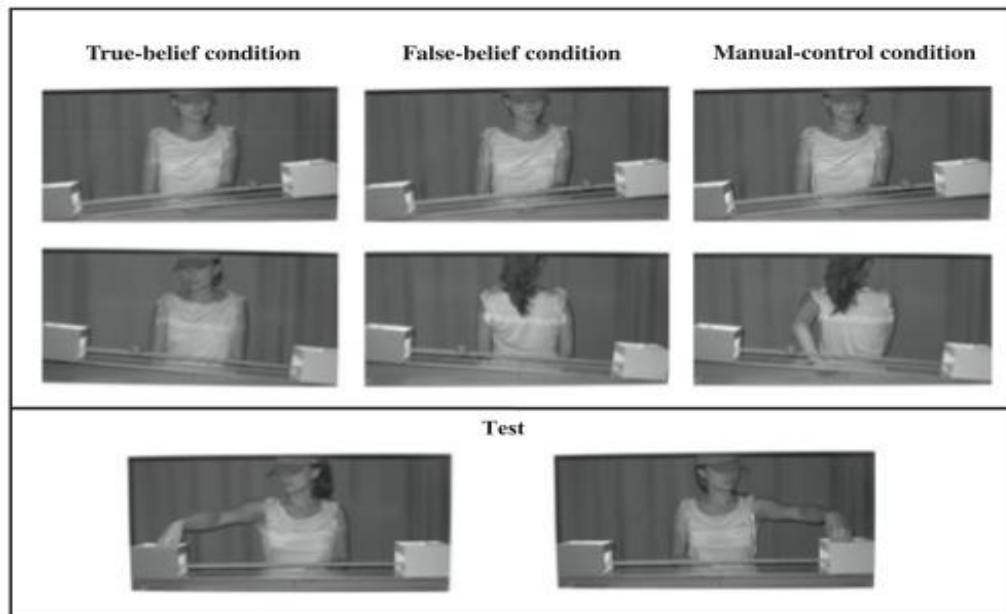 True-belief condition
False-belief condition
Manual-control condition
Test